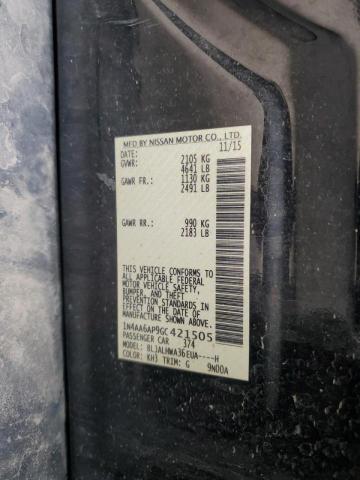 MFD BY NISSAN MOTOR CO., LTD.
DATE: 11/15
GVWR: 2105 KG
4641 LB
GAWR FR.: 1130 KG
2491 LB
GAWR RR.: 990 KG
2183 LB
THIS VEHICLE CONFORMS TO
ALL APPLICABLE FEDERAL
MOTOR VEHICLE SAFETY,
BUMPER, AND THEFT
PREVENTION STANDARDS IN
EFFECT ON THE DATE OF
MANUFACTURE SHOWN ABOVE.
1N4AA6AP9GC421505
PASSENGER CAR 374
MODEL: BLJALHWA36EUA----H
COLOR: KH3 TRIM: G 9N00A